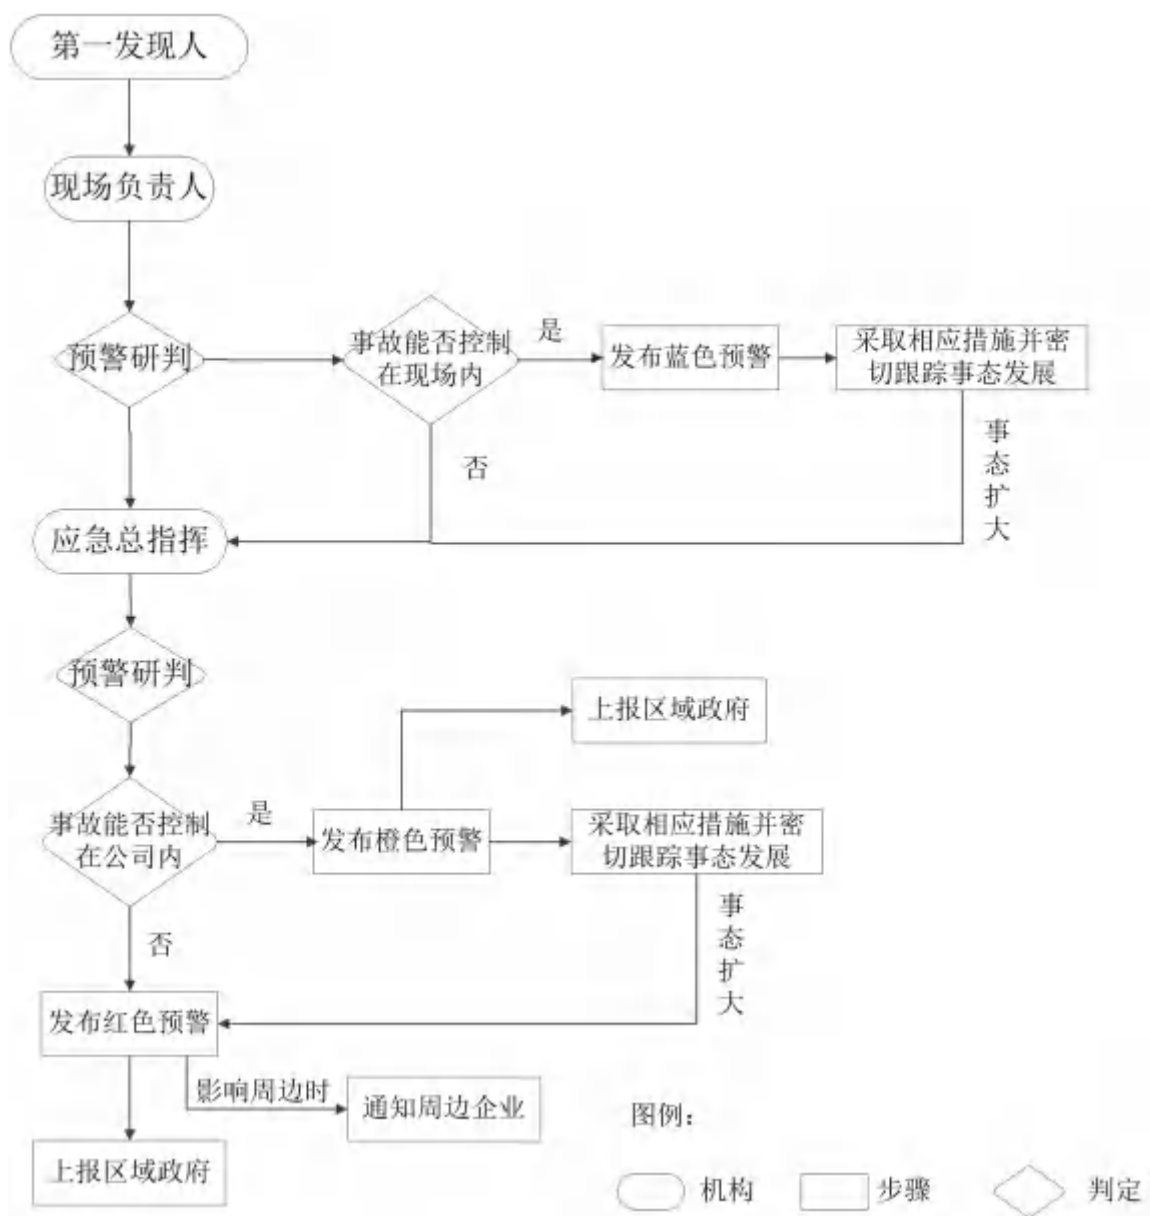 第一发现人
现场负责人
预警研判
事故能否控制
在现场内
是
发布蓝色预警
采取相应措施并密
切跟踪事态发展
否
事态扩大
应急总指挥
预警研判
上报区域政府
事故能否控制
在公司内
是
发布橙色预警
采取相应措施并密
切跟踪事态发展
否
事态扩大
发布红色预警
影响周边时
通知周边企业
上报区域政府
图例：
机构
步骤
判定